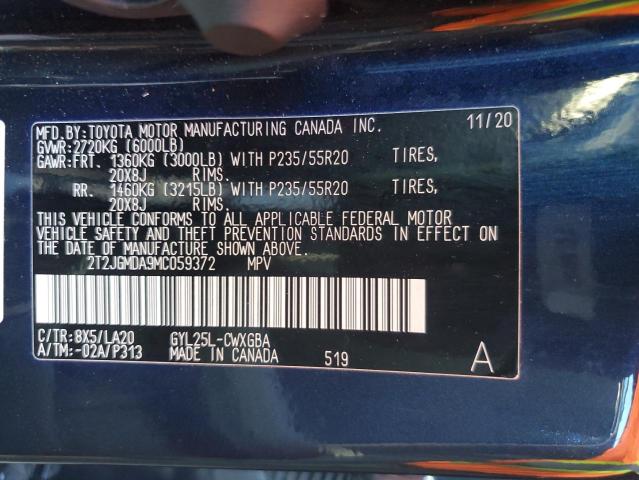 MFD.BY:TOYOTA MOTOR MANUFACTURING CANADA INC. 11/20
GVWR:2720KG (6000LB)
GAWR:FRT. 1360KG (3000LB) WITH P235/55R20 TIRES,
20X8J RIMS.
RR. 1460KG (3215LB) WITH P235/55R20 TIRES,
20X8J RIMS.
THIS VEHICLE CONFORMS TO ALL APPLICABLE FEDERAL MOTOR
VEHICLE SAFETY AND THEFT PREVENTION STANDARDS IN EFFECT ON
THE DATE OF MANUFACTURE SHOWN ABOVE.
2T2JGMDA9MC059372 MPV
C/TR:8X5/LA20 GYL25L-CWXGBA
A/TM:-02A/P313 MADE IN CANADA 519 A